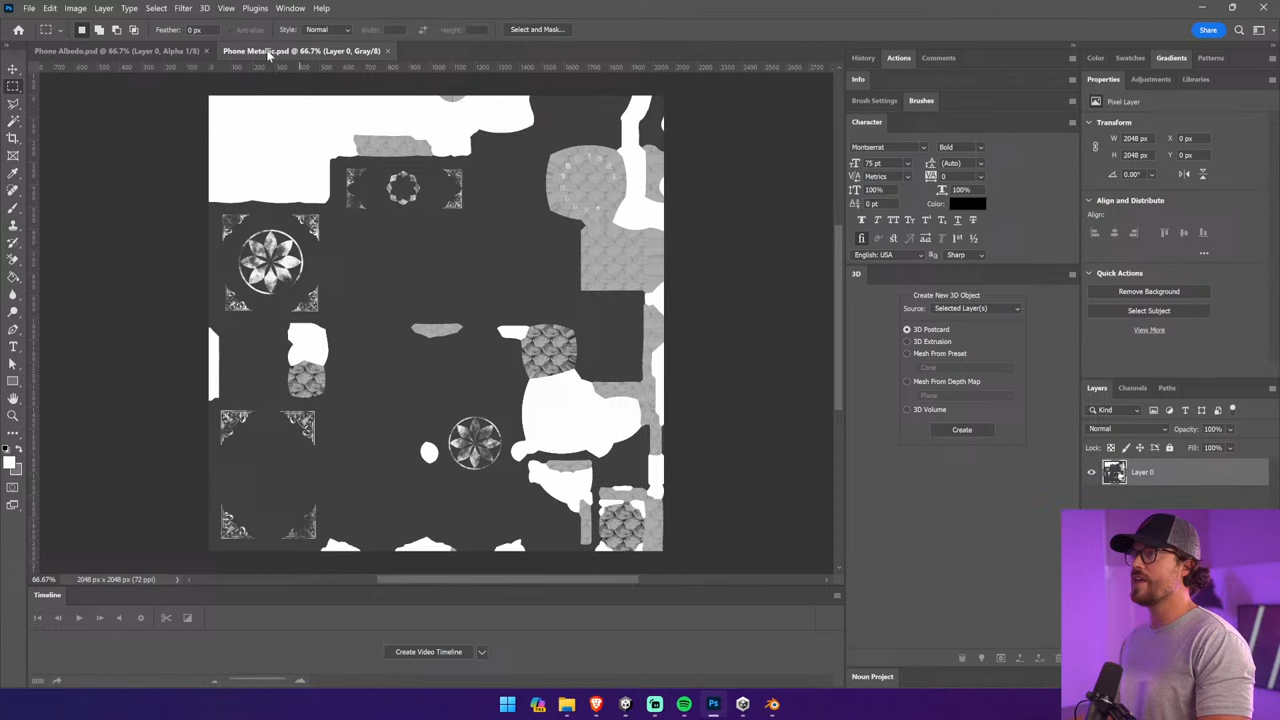 File Edit Image Layer Type Select Filter 3D View Plugins Window Help
Feather: 0 px Anti-alias Style: Normal Width: Height: Select and Mask... Share
Phone Albedo.psd @ 66.7% (Layer 0, Alpha 1/8) × Phone Metallic.psd @ 66.7% (Layer 0, Gray/8) ×
History Actions Comments
Info
Brush Settings Brushes
Character
Montserrat Bold
75 pt (Auto)
Metrics 0
100% 100%
0 pt Color:
English: USA Sharp
3D
Create New 3D Object
Source: Selected Layer(s)
3D Postcard
3D Extrusion
Mesh From Preset
Cone
Mesh From Depth Map
Plane
3D Volume
Create
Noun Project
Color Swatches Gradients Patterns
Properties Adjustments Libraries
Pixel Layer
Transform
W 2048 px X 0 px
H 2048 px Y 0 px
0.00°
Align and Distribute
Align:
Quick Actions
Remove Background
Select Subject
View More
Layers Channels Paths
Kind
Normal Opacity: 100%
Lock: Fill: 100%
Layer 0
66.67% 2048 px x 2048 px (72 ppi)
Timeline
Create Video Timeline